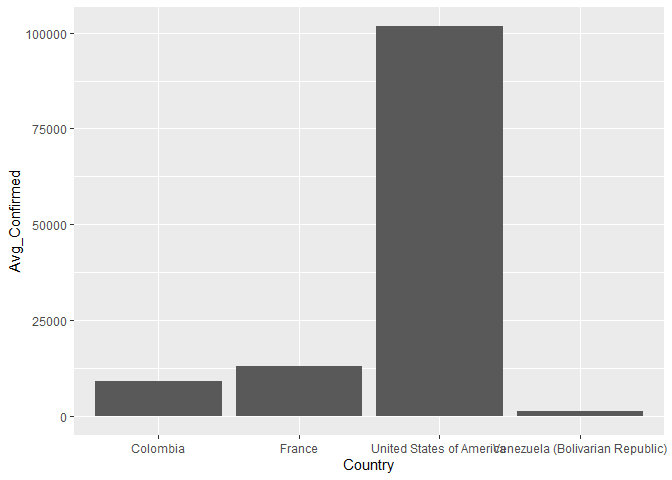 Avg_Confirmed
100000
75000
50000
25000
0
Colombia
France
United States of America
Venezuela (Bolivarian Republic)
Country